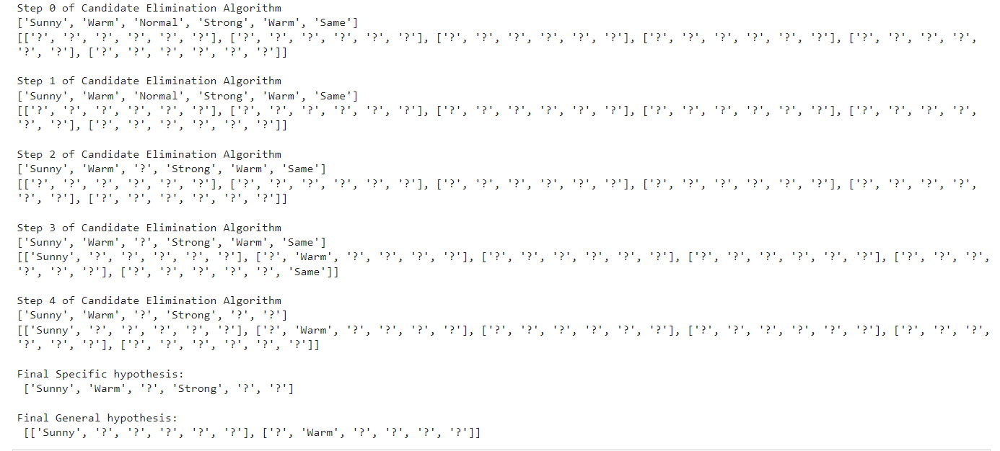 Step 0 of Candidate Elimination Algorithm
['Sunny', 'Warm', 'Normal', 'Strong', 'Warm', 'Same']
[['?', '?', '?', '?', '?', '?'], ['?', '?', '?', '?', '?', '?'], ['?', '?', '?', '?', '?', '?'], ['?', '?', '?', '?', '?', '?'], ['?', '?', '?', '?',
'?', '?'], ['?', '?', '?', '?', '?', '?']]
Step 1 of Candidate Elimination Algorithm
['Sunny', 'Warm', 'Normal', 'Strong', 'Warm', 'Same']
[['?', '?', '?', '?', '?', '?'], ['?', '?', '?', '?', '?', '?'], ['?', '?', '?', '?', '?', '?'], ['?', '?', '?', '?', '?', '?'], ['?', '?', '?', '?',
'?', '?'], ['?', '?', '?', '?', '?', '?']]
Step 2 of Candidate Elimination Algorithm
['Sunny', 'Warm', '?', 'Strong', 'Warm', 'Same']
[['?', '?', '?', '?', '?', '?'], ['?', '?', '?', '?', '?', '?'], ['?', '?', '?', '?', '?', '?'], ['?', '?', '?', '?', '?', '?'], ['?', '?', '?', '?',
'?', '?'], ['?', '?', '?', '?', '?', '?']]
Step 3 of Candidate Elimination Algorithm
['Sunny', 'Warm', '?', 'Strong', 'Warm', 'Same']
[['Sunny', '?', '?', '?', '?', '?'], ['?', 'Warm', '?', '?', '?', '?'], ['?', '?', '?', '?', '?', '?'], ['?', '?', '?', '?', '?', '?'], ['?', '?', '?',
'?', '?', '?'], ['?', '?', '?', '?', '?', 'Same']]
Step 4 of Candidate Elimination Algorithm
['Sunny', 'Warm', '?', 'Strong', '?', '?']
[['Sunny', '?', '?', '?', '?', '?'], ['?', 'Warm', '?', '?', '?', '?'], ['?', '?', '?', '?', '?', '?'], ['?', '?', '?', '?', '?', '?'], ['?', '?', '?',
'?', '?', '?'], ['?', '?', '?', '?', '?', '?']]
Final Specific hypothesis:
['Sunny', 'Warm', '?', 'Strong', '?', '?']
Final General hypothesis:
[['Sunny', '?', '?', '?', '?', '?'], ['?', 'Warm', '?', '?', '?', '?']]